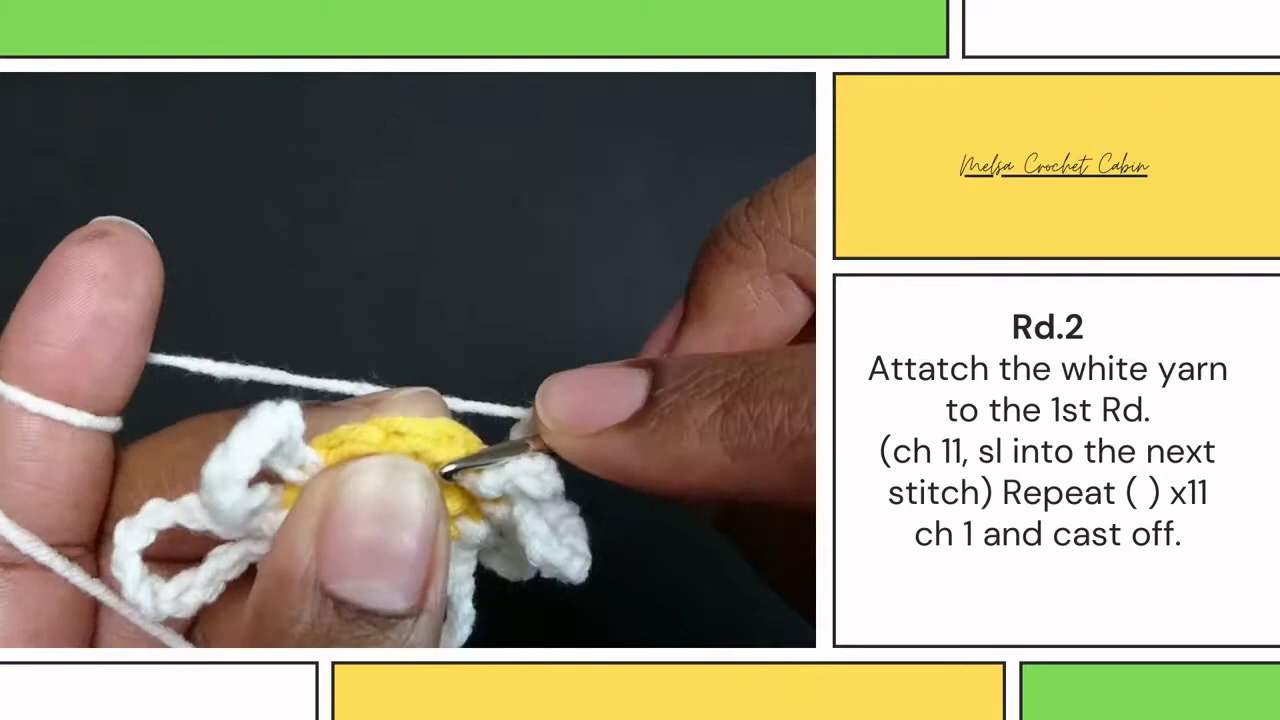 Melsa Crochet Cabin
Rd.2
Attatch the white yarn
to the 1st Rd.
(ch 11, sl into the next
stitch) Repeat ( ) x11
ch 1 and cast off.